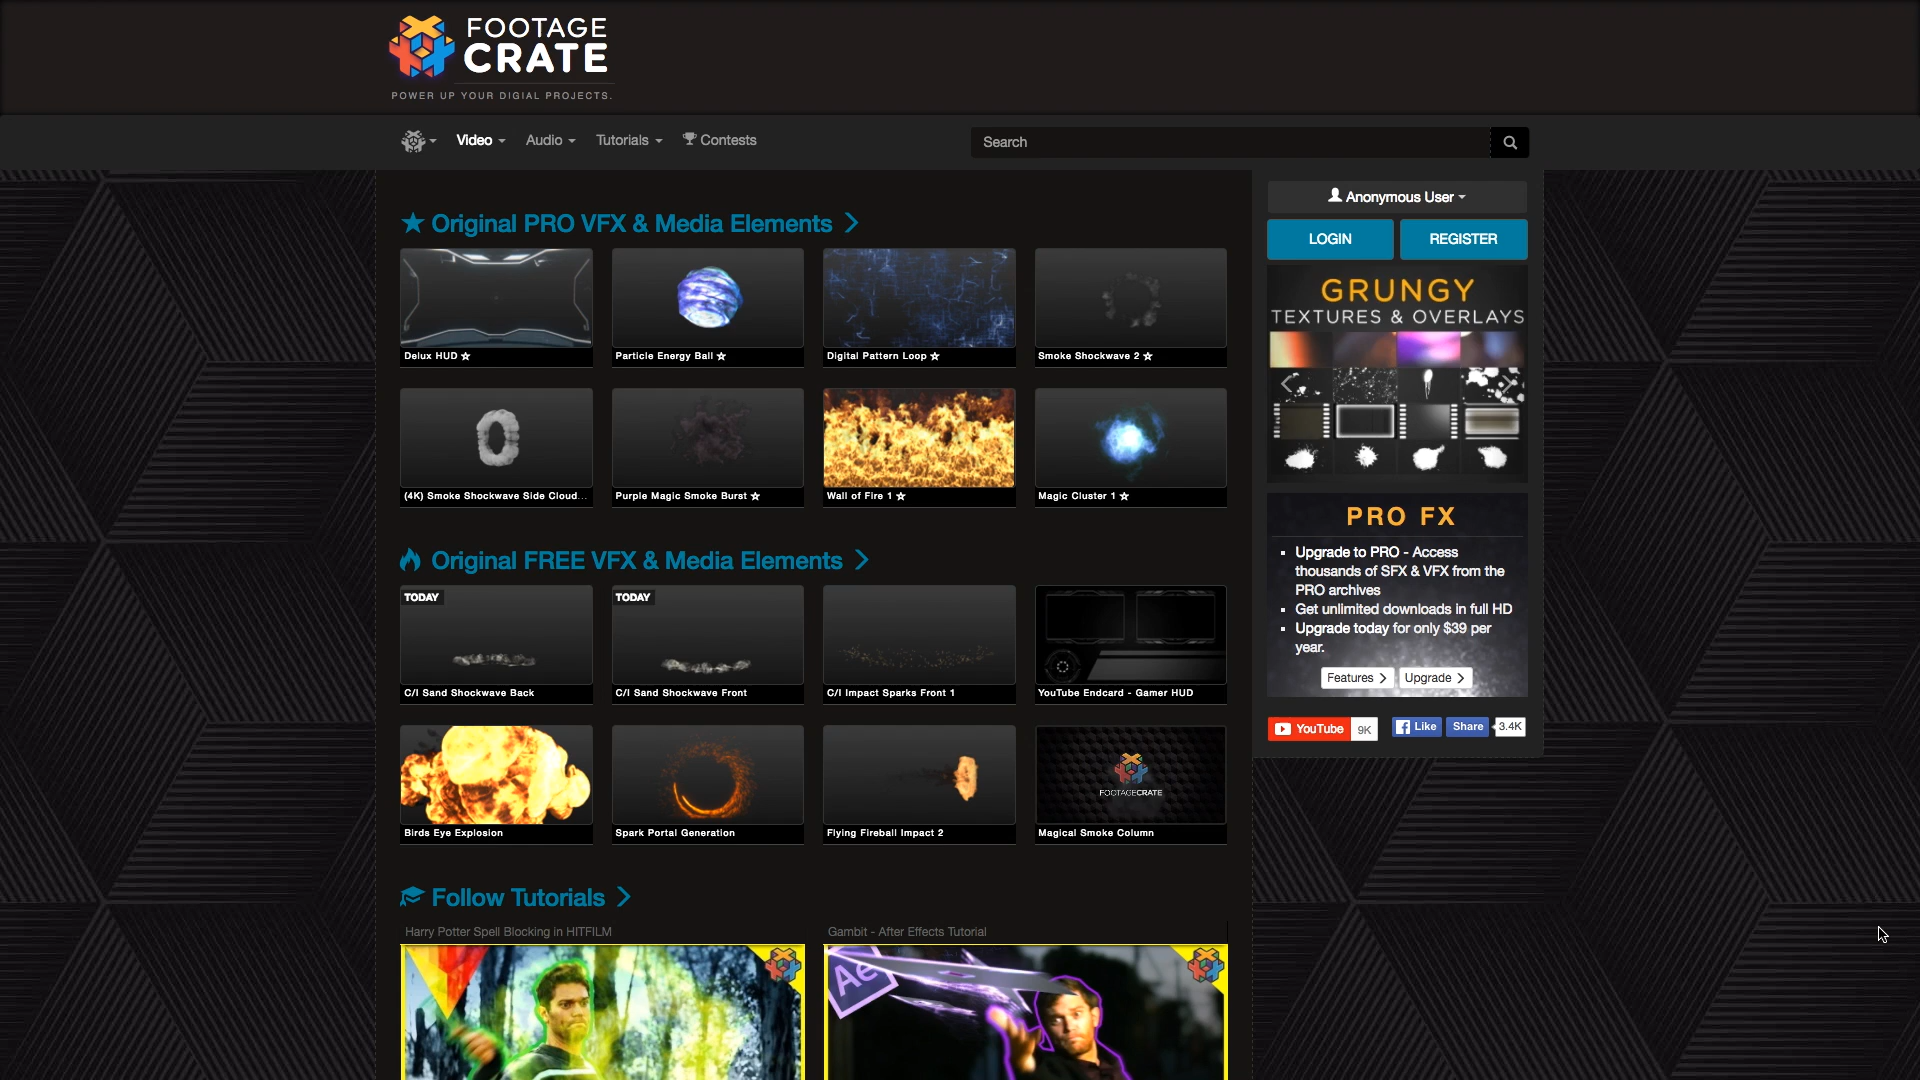 FOOTAGE
CRATE
POWER UP YOUR DIGIAL PROJECTS.
Video
Audio
Tutorials
Contests
Search
Anonymous User
LOGIN
REGISTER
Original PRO VFX & Media Elements
Delux HUD
Particle Energy Ball
Digital Pattern Loop
Smoke Shockwave 2
(4K) Smoke Shockwave Side Cloud...
Purple Magic Smoke Burst
Wall of Fire 1
Magic Cluster 1
GRUNGY
TEXTURES & OVERLAYS
PRO FX
Upgrade to PRO - Access
thousands of SFX & VFX from the
PRO archives
Get unlimited downloads in full HD
Upgrade today for only $39 per
year.
Features
Upgrade
YouTube 9K
Like
Share
3.4K
Original FREE VFX & Media Elements
TODAY
C/I Sand Shockwave Back
TODAY
C/I Sand Shockwave Front
C/I Impact Sparks Front 1
YouTube Endcard - Gamer HUD
Birds Eye Explosion
Spark Portal Generation
Flying Fireball Impact 2
FOOTAGECRATE
Magical Smoke Column
Follow Tutorials
Harry Potter Spell Blocking in HITFILM
Gambit - After Effects Tutorial
Ae